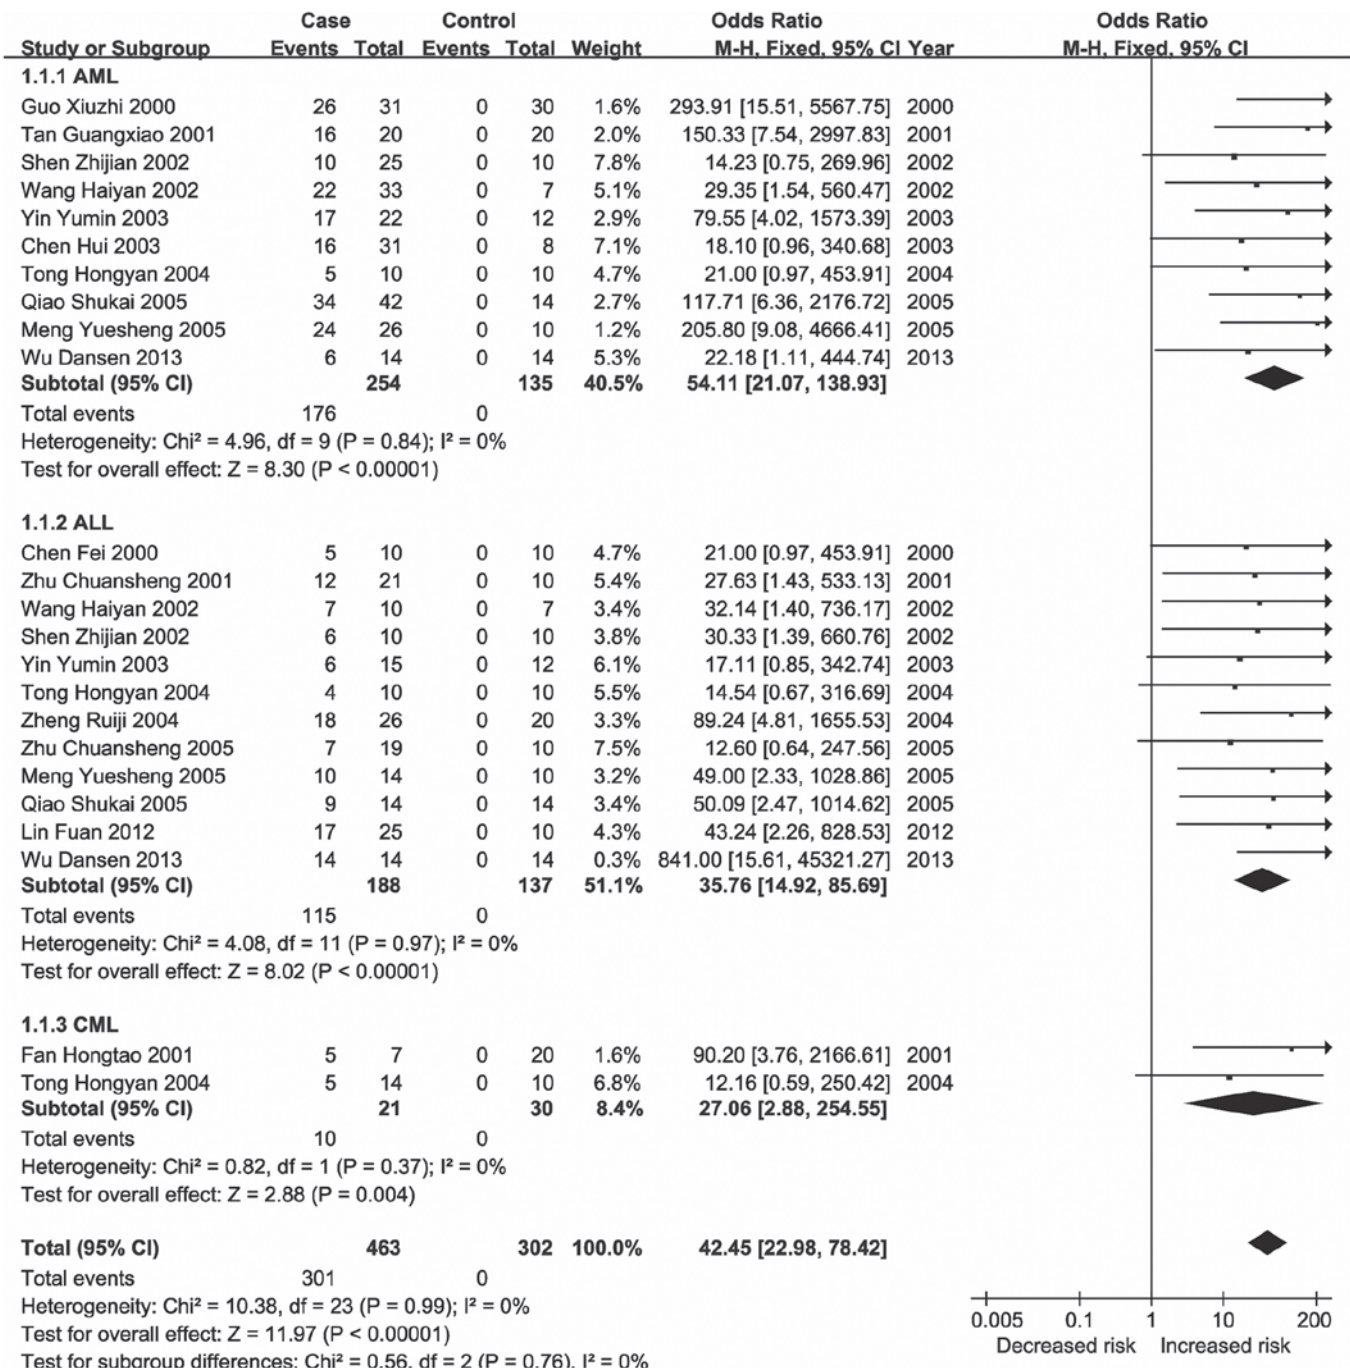 Case Control Odds Ratio Odds Ratio
Study or Subgroup Events Total Events Total Weight M-H, Fixed, 95% CI Year M-H, Fixed, 95% CI
1.1.1 AML
Guo Xiuzhi 2000 26 31 0 30 1.6% 293.91 [15.51, 5567.75] 2000
Tan Guangxiao 2001 16 20 0 20 2.0% 150.33 [7.54, 2997.83] 2001
Shen Zhijian 2002 10 25 0 10 7.8% 14.23 [0.75, 269.96] 2002
Wang Haiyan 2002 22 33 0 7 5.1% 29.35 [1.54, 560.47] 2002
Yin Yumin 2003 17 22 0 12 2.9% 79.55 [4.02, 1573.39] 2003
Chen Hui 2003 16 31 0 8 7.1% 18.10 [0.96, 340.68] 2003
Tong Hongyan 2004 5 10 0 10 4.7% 21.00 [0.97, 453.91] 2004
Qiao Shukai 2005 34 42 0 14 2.7% 117.71 [6.36, 2176.72] 2005
Meng Yuesheng 2005 24 26 0 10 1.2% 205.80 [9.08, 4666.41] 2005
Wu Dansen 2013 6 14 0 14 5.3% 22.18 [1.11, 444.74] 2013
Subtotal (95% CI) 254 135 40.5% 54.11 [21.07, 138.93]
Total events 176 0
Heterogeneity: Chi² = 4.96, df = 9 (P = 0.84); I² = 0%
Test for overall effect: Z = 8.30 (P < 0.00001)
1.1.2 ALL
Chen Fei 2000 5 10 0 10 4.7% 21.00 [0.97, 453.91] 2000
Zhu Chuansheng 2001 12 21 0 10 5.4% 27.63 [1.43, 533.13] 2001
Wang Haiyan 2002 7 10 0 7 3.4% 32.14 [1.40, 736.17] 2002
Shen Zhijian 2002 6 10 0 10 3.8% 30.33 [1.39, 660.76] 2002
Yin Yumin 2003 6 15 0 12 6.1% 17.11 [0.85, 342.74] 2003
Tong Hongyan 2004 4 10 0 10 5.5% 14.54 [0.67, 316.69] 2004
Zheng Ruiji 2004 18 26 0 20 3.3% 89.24 [4.81, 1655.53] 2004
Zhu Chuansheng 2005 7 19 0 10 7.5% 12.60 [0.64, 247.56] 2005
Meng Yuesheng 2005 10 14 0 10 3.2% 49.00 [2.33, 1028.86] 2005
Qiao Shukai 2005 9 14 0 14 3.4% 50.09 [2.47, 1014.62] 2005
Lin Fuan 2012 17 25 0 10 4.3% 43.24 [2.26, 828.53] 2012
Wu Dansen 2013 14 14 0 14 0.3% 841.00 [15.61, 45321.27] 2013
Subtotal (95% CI) 188 137 51.1% 35.76 [14.92, 85.69]
Total events 115 0
Heterogeneity: Chi² = 4.08, df = 11 (P = 0.97); I² = 0%
Test for overall effect: Z = 8.02 (P < 0.00001)
1.1.3 CML
Fan Hongtao 2001 5 7 0 20 1.6% 90.20 [3.76, 2166.61] 2001
Tong Hongyan 2004 5 14 0 10 6.8% 12.16 [0.59, 250.42] 2004
Subtotal (95% CI) 21 30 8.4% 27.06 [2.88, 254.55]
Total events 10 0
Heterogeneity: Chi² = 0.82, df = 1 (P = 0.37); I² = 0%
Test for overall effect: Z = 2.88 (P = 0.004)
Total (95% CI) 463 302 100.0% 42.45 [22.98, 78.42]
Total events 301 0
Heterogeneity: Chi² = 10.38, df = 23 (P = 0.99); I² = 0%
Test for overall effect: Z = 11.97 (P < 0.00001)
Test for subgroup differences: Chi² = 0.56, df = 2 (P = 0.76), I² = 0%
0.005 0.1 1 10 200
Decreased risk Increased risk